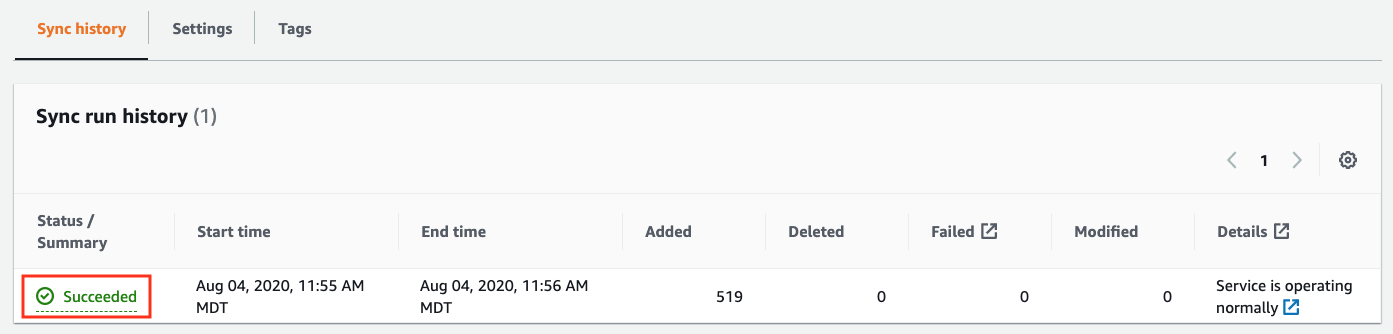 Sync history Settings Tags
Sync run history (1)
1
Status / Summary Start time End time Added Deleted Failed Modified Details
Succeeded Aug 04, 2020, 11:55 AM Aug 04, 2020, 11:56 AM 519 0 0 0 Service is operating
MDT MDT normally